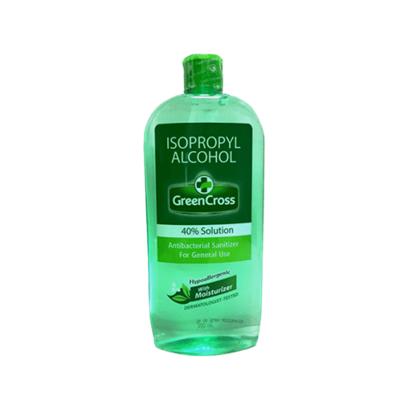 ISOPROPYL
ALCOHOL
GreenCross
40% Solution
Antibacterial Sanitizer
For General Use
Hypoallergenic
With
Moisturizer
DERMATOLOGIST-TESTED